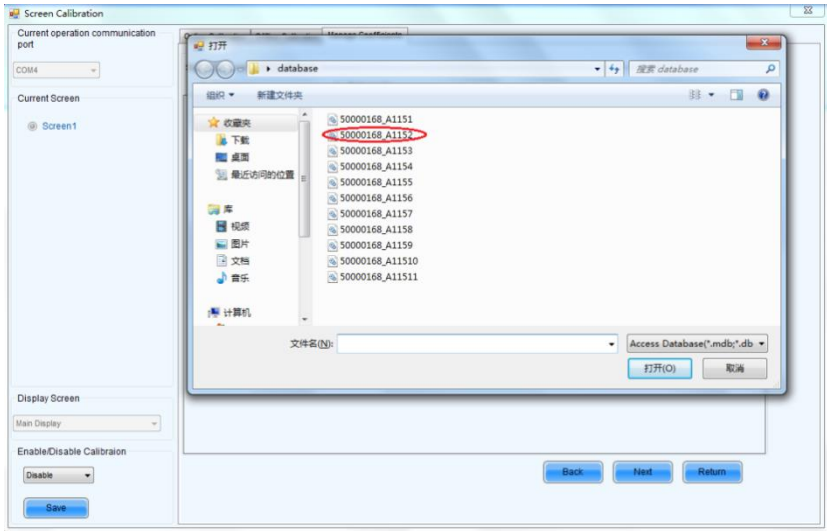 Screen Calibration
Current operation communication
port
COM4
Current Screen
Screen1
Display Screen
Main Display
Enable/Disable Calibraion
Disable
Save
Manage Coefficients
打开
database
搜索 database
组织
新建文件夹
收藏夹
下载
桌面
最近访问的位置
库
视频
图片
文档
音乐
计算机
50000168_A1151
50000168_A1152
50000168_A1153
50000168_A1154
50000168_A1155
50000168_A1156
50000168_A1157
50000168_A1158
50000168_A1159
50000168_A11510
50000168_A11511
文件名(N):
Access Database(*.mdb;*.db
打开(O)
取消
Back
Next
Return